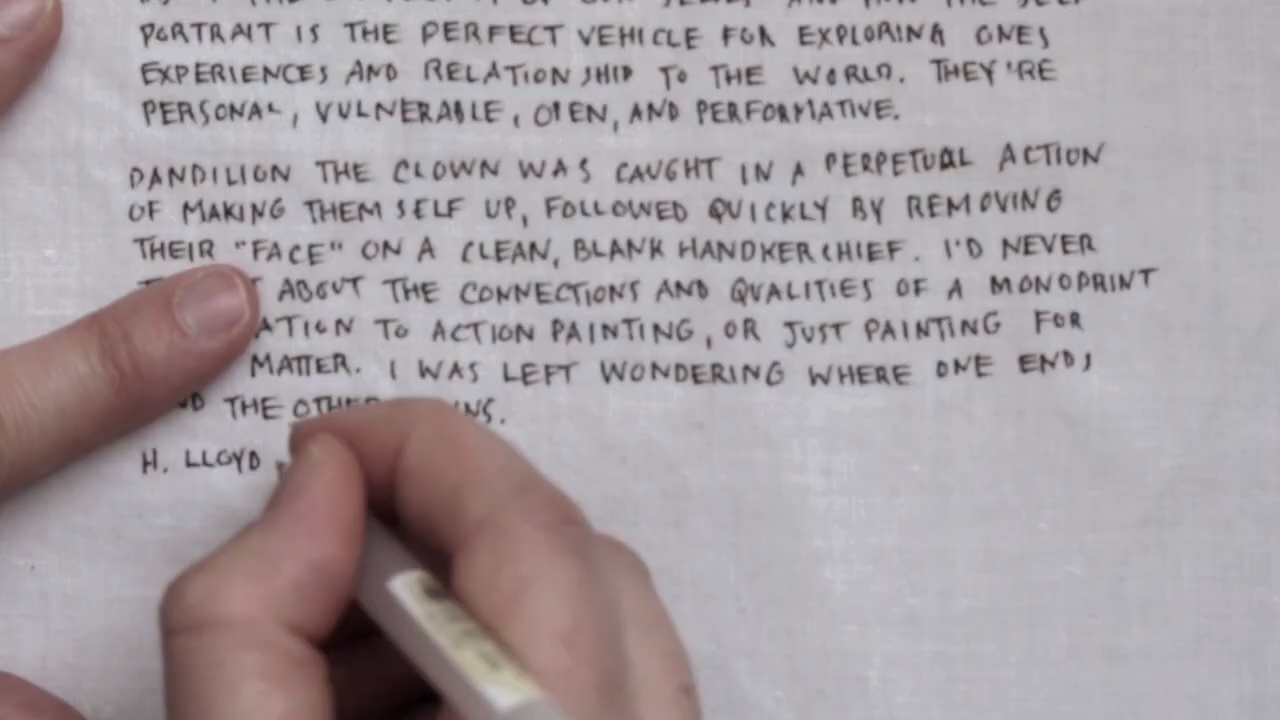 PORTRAIT IS THE PERFECT VEHICLE FOR EXPLORING ONES
EXPERIENCES AND RELATIONSHIP TO THE WORLD. THEY'RE
PERSONAL, VULNERABLE, OPEN, AND PERFORMATIVE.
DANDILION THE CLOWN WAS CAUGHT IN A PERPETUAL ACTION
OF MAKING THEMSELF UP, FOLLOWED QUICKLY BY REMOVING
THEIR "FACE" ON A CLEAN, BLANK HANDKERCHIEF. I'D NEVER
ABOUT THE CONNECTIONS AND QUALITIES OF A MONOPRINT
TO ACTION PAINTING, OR JUST PAINTING FOR
MATTER. I WAS LEFT WONDERING WHERE ONE END,
THE OTHER
H. LLOYD